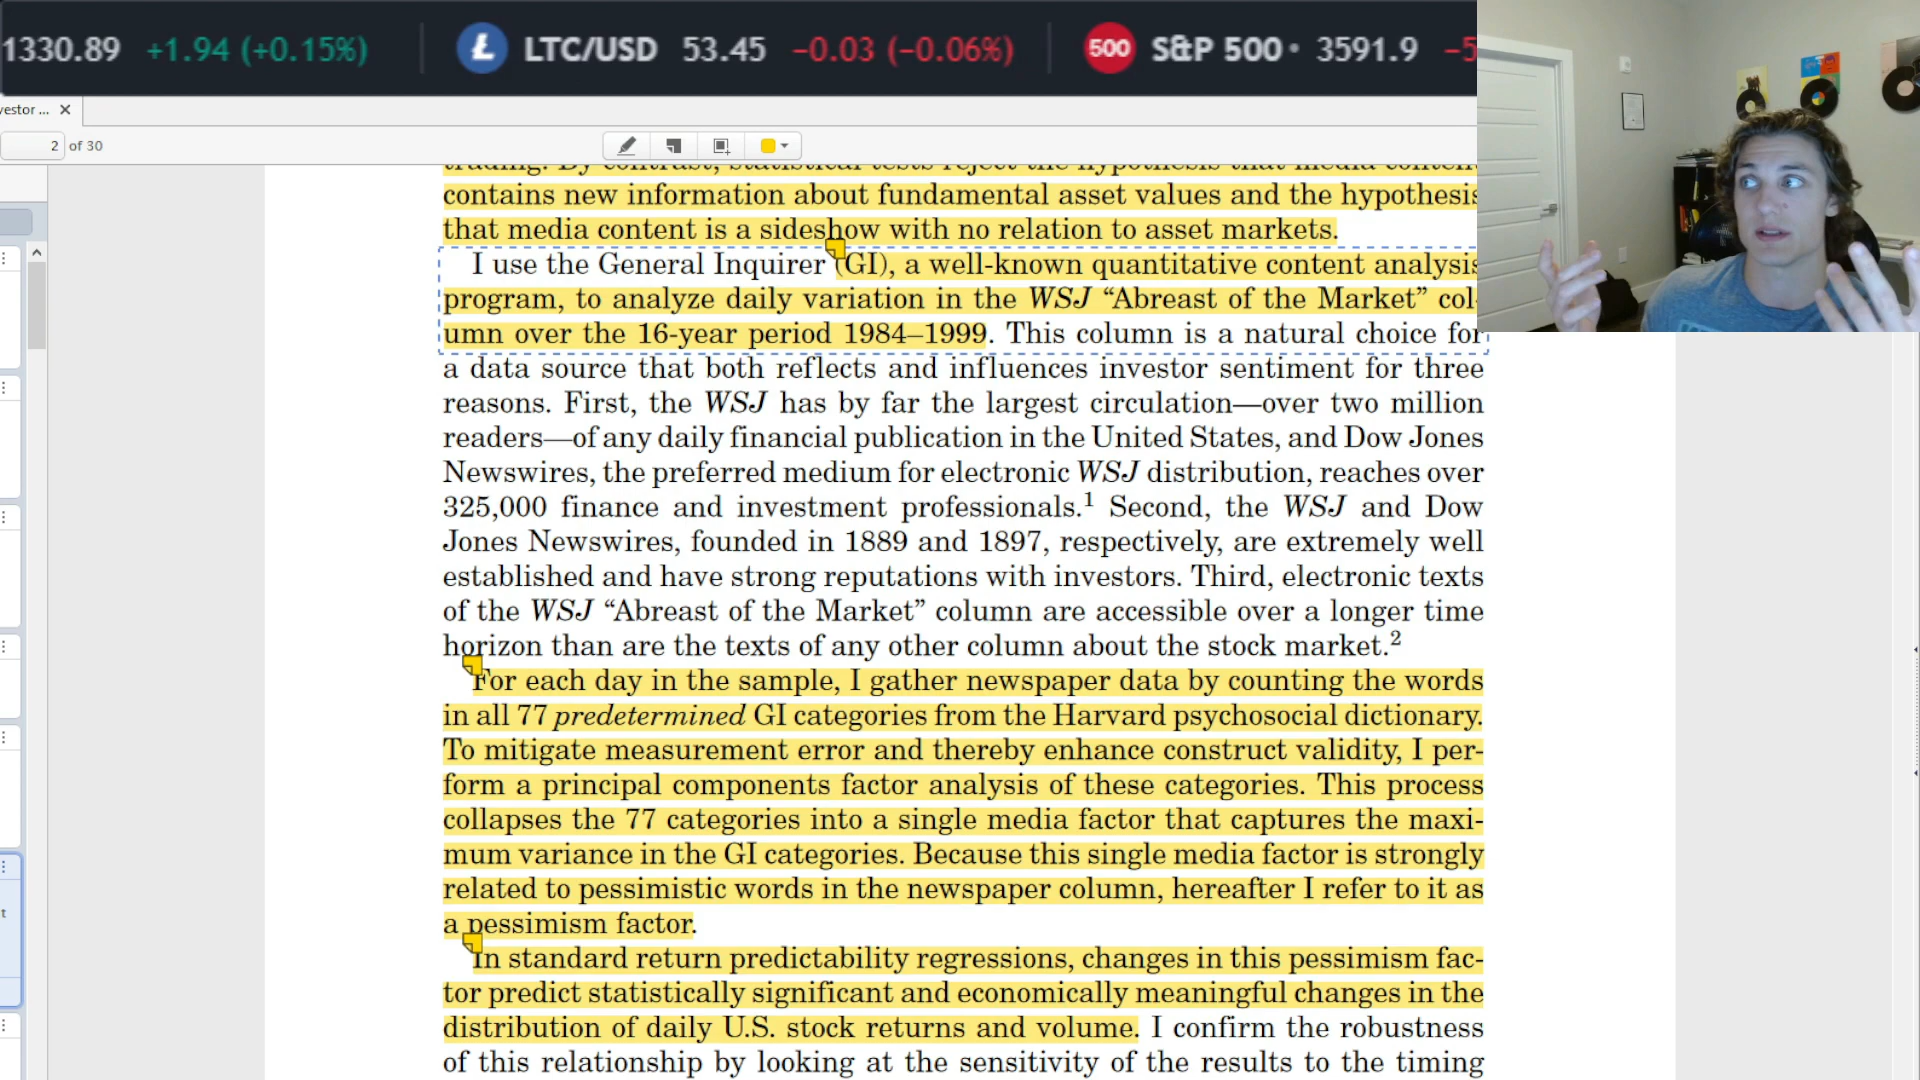 1330.89 +1.94 (+0.15%) Ł LTC/USD 53.45 −0.03 (−0.06%) 500 S&P 500 3591.9
vestor ... ✕
2 of 30
trading. By contrast, statistical tests reject the hypothesis that media content
contains new information about fundamental asset values and the hypothesis
that media content is a sideshow with no relation to asset markets.
I use the General Inquirer (GI), a well-known quantitative content analysis
program, to analyze daily variation in the WSJ “Abreast of the Market” col-
umn over the 16-year period 1984–1999. This column is a natural choice for
a data source that both reflects and influences investor sentiment for three
reasons. First, the WSJ has by far the largest circulation—over two million
readers—of any daily financial publication in the United States, and Dow Jones
Newswires, the preferred medium for electronic WSJ distribution, reaches over
325,000 finance and investment professionals.1 Second, the WSJ and Dow
Jones Newswires, founded in 1889 and 1897, respectively, are extremely well
established and have strong reputations with investors. Third, electronic texts
of the WSJ “Abreast of the Market” column are accessible over a longer time
horizon than are the texts of any other column about the stock market.2
For each day in the sample, I gather newspaper data by counting the words
in all 77 predetermined GI categories from the Harvard psychosocial dictionary.
To mitigate measurement error and thereby enhance construct validity, I per-
form a principal components factor analysis of these categories. This process
collapses the 77 categories into a single media factor that captures the maxi-
mum variance in the GI categories. Because this single media factor is strongly
related to pessimistic words in the newspaper column, hereafter I refer to it as
a pessimism factor.
In standard return predictability regressions, changes in this pessimism fac-
tor predict statistically significant and economically meaningful changes in the
distribution of daily U.S. stock returns and volume. I confirm the robustness
of this relationship by looking at the sensitivity of the results to the timing